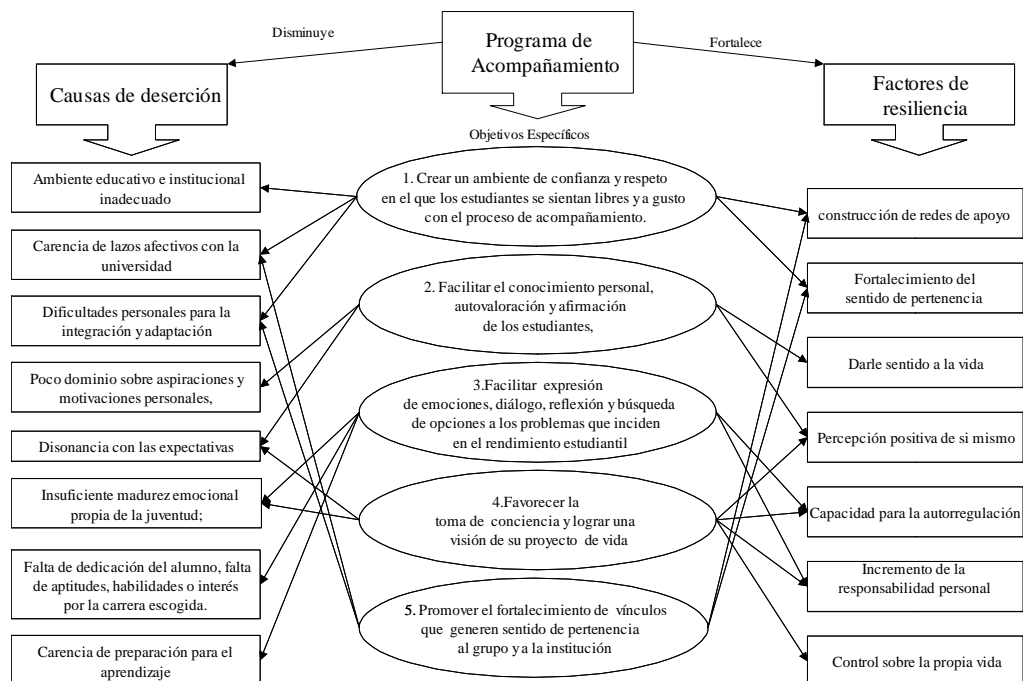 Disminuye
Programa de
Acompañamiento
Fortalece
Causas de deserción
Factores de
resiliencia
Objetivos Específicos
Ambiente educativo e institucional
inadecuado
Carencia de lazos afectivos con la
universidad
Dificultades personales para la
integración y adaptación
Poco dominio sobre aspiraciones y
motivaciones personales,
Disonancia con las expectativas
Insuficiente madurez emocional
propia de la juventud;
Falta de dedicación del alumno, falta
de aptitudes, habilidades o interés
por la carrera escogida.
Carencia de preparación para el
aprendizaje
1. Crear un ambiente de confianza y respeto
en el que los estudiantes se sientan libres y a gusto
con el proceso de acompañamiento.
2. Facilitar el conocimiento personal,
autovaloración y afirmación
de los estudiantes,
3.Facilitar expresión
de emociones, diálogo, reflexión y búsqueda
de opciones a los problemas que inciden
en el rendimiento estudiantil
4.Favorecer la
toma de conciencia y lograr una
visión de su proyecto de vida
5. Promover el fortalecimiento de vínculos
que generen sentido de pertenencia
al grupo y a la institución
construcción de redes de apoyo
Fortalecimiento del
sentido de pertenencia
Darle sentido a la vida
Percepción positiva de si mismo
Capacidad para la autorregulación
Incremento de la
responsabilidad personal
Control sobre la propia vida